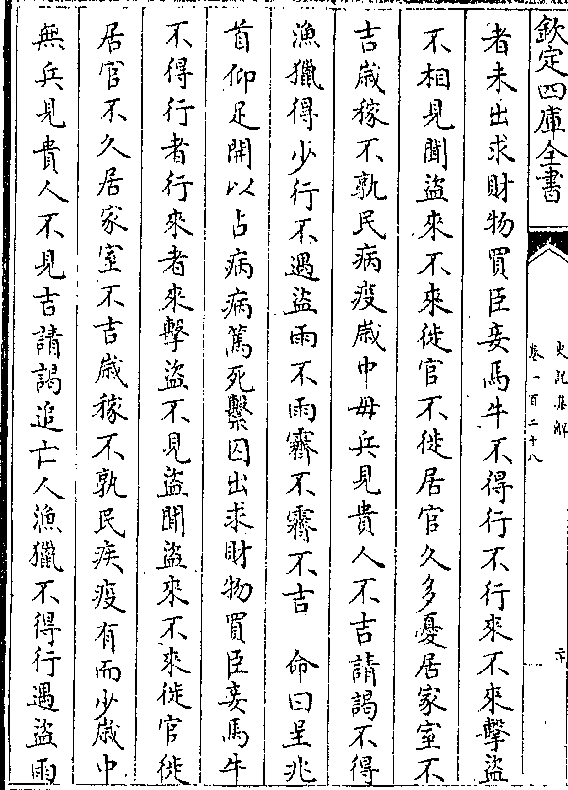 欽定四庫全書
史記集解
卷一百二十八
二十
者未出求財物買臣妾馬牛不得行不行來不來擊盜
不相見聞盜來不來徙官不徙居官久多憂居家室不
吉歲稼不孰民病疫歲中毋兵見貴人不吉請謁不得
漁獵得少行不遇盜雨不雨霽不霽不吉　命曰呈兆
首仰足開以占病病篤死繫囚出求財物買臣妾馬牛
不得行者行來者來擊盜不見盜聞盜來不來徙官徙
居官不久居家室不吉歲稼不孰民疾疫有而少歲中
無兵見貴人不見吉請謁追亡人漁獵不得行遇盜雨